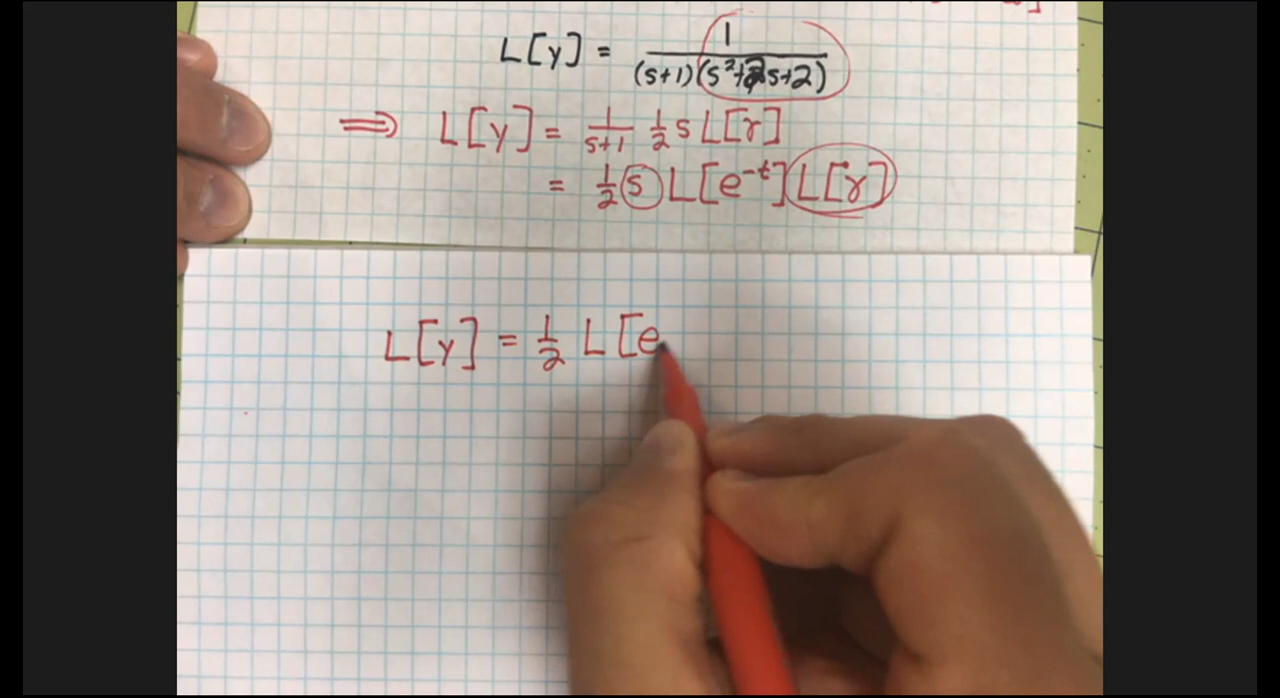 L[y] = 1/((s+1)(s²+2s+2))
⟹ L[y] = 1/(s+1) 1/2 s L[r]
= 1/2 s L[e^(-t)] L[r]
L[y] = 1/2 L[e